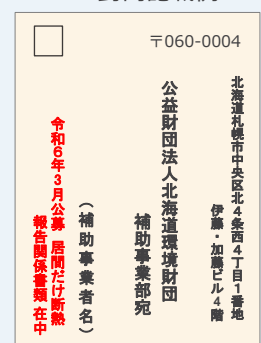 〒060-0004
北海道札幌市中央区北4条西4丁目1番地
伊藤・加藤ビル4階
公益財団法人北海道環境財団
補助事業部宛
（補助事業者名）
令和6年3月公募 居間だけ断熱
報告関係書類 在中